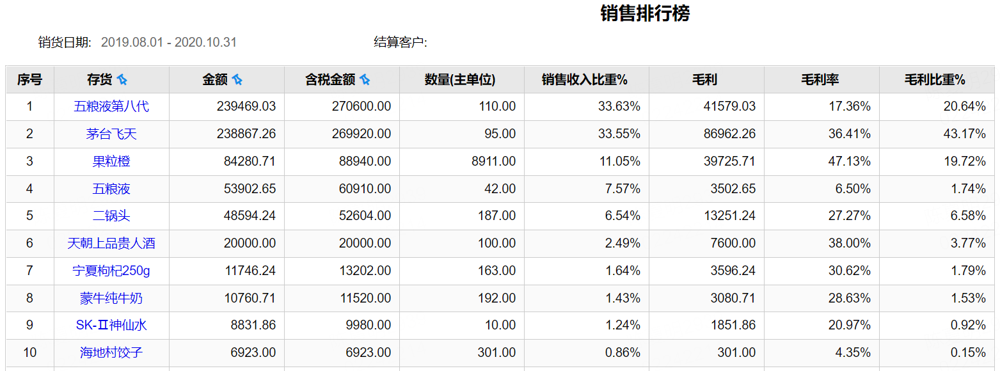 销售排行榜
销货日期: 2019.08.01 - 2020.10.31 结算客户:
序号 存货 金额 含税金额 数量(主单位) 销售收入比重% 毛利 毛利率 毛利比重%
1 五粮液第八代 239469.03 270600.00 110.00 33.63% 41579.03 17.36% 20.64%
2 茅台飞天 238867.26 269920.00 95.00 33.55% 86962.26 36.41% 43.17%
3 果粒橙 84280.71 88940.00 8911.00 11.05% 39725.71 47.13% 19.72%
4 五粮液 53902.65 60910.00 42.00 7.57% 3502.65 6.50% 1.74%
5 二锅头 48594.24 52604.00 187.00 6.54% 13251.24 27.27% 6.58%
6 天朝上品贵人酒 20000.00 20000.00 100.00 2.49% 7600.00 38.00% 3.77%
7 宁夏枸杞250g 11746.24 13202.00 163.00 1.64% 3596.24 30.62% 1.79%
8 蒙牛纯牛奶 10760.71 11520.00 192.00 1.43% 3080.71 28.63% 1.53%
9 SK-Ⅱ神仙水 8831.86 9980.00 10.00 1.24% 1851.86 20.97% 0.92%
10 海地村饺子 6923.00 6923.00 301.00 0.86% 301.00 4.35% 0.15%